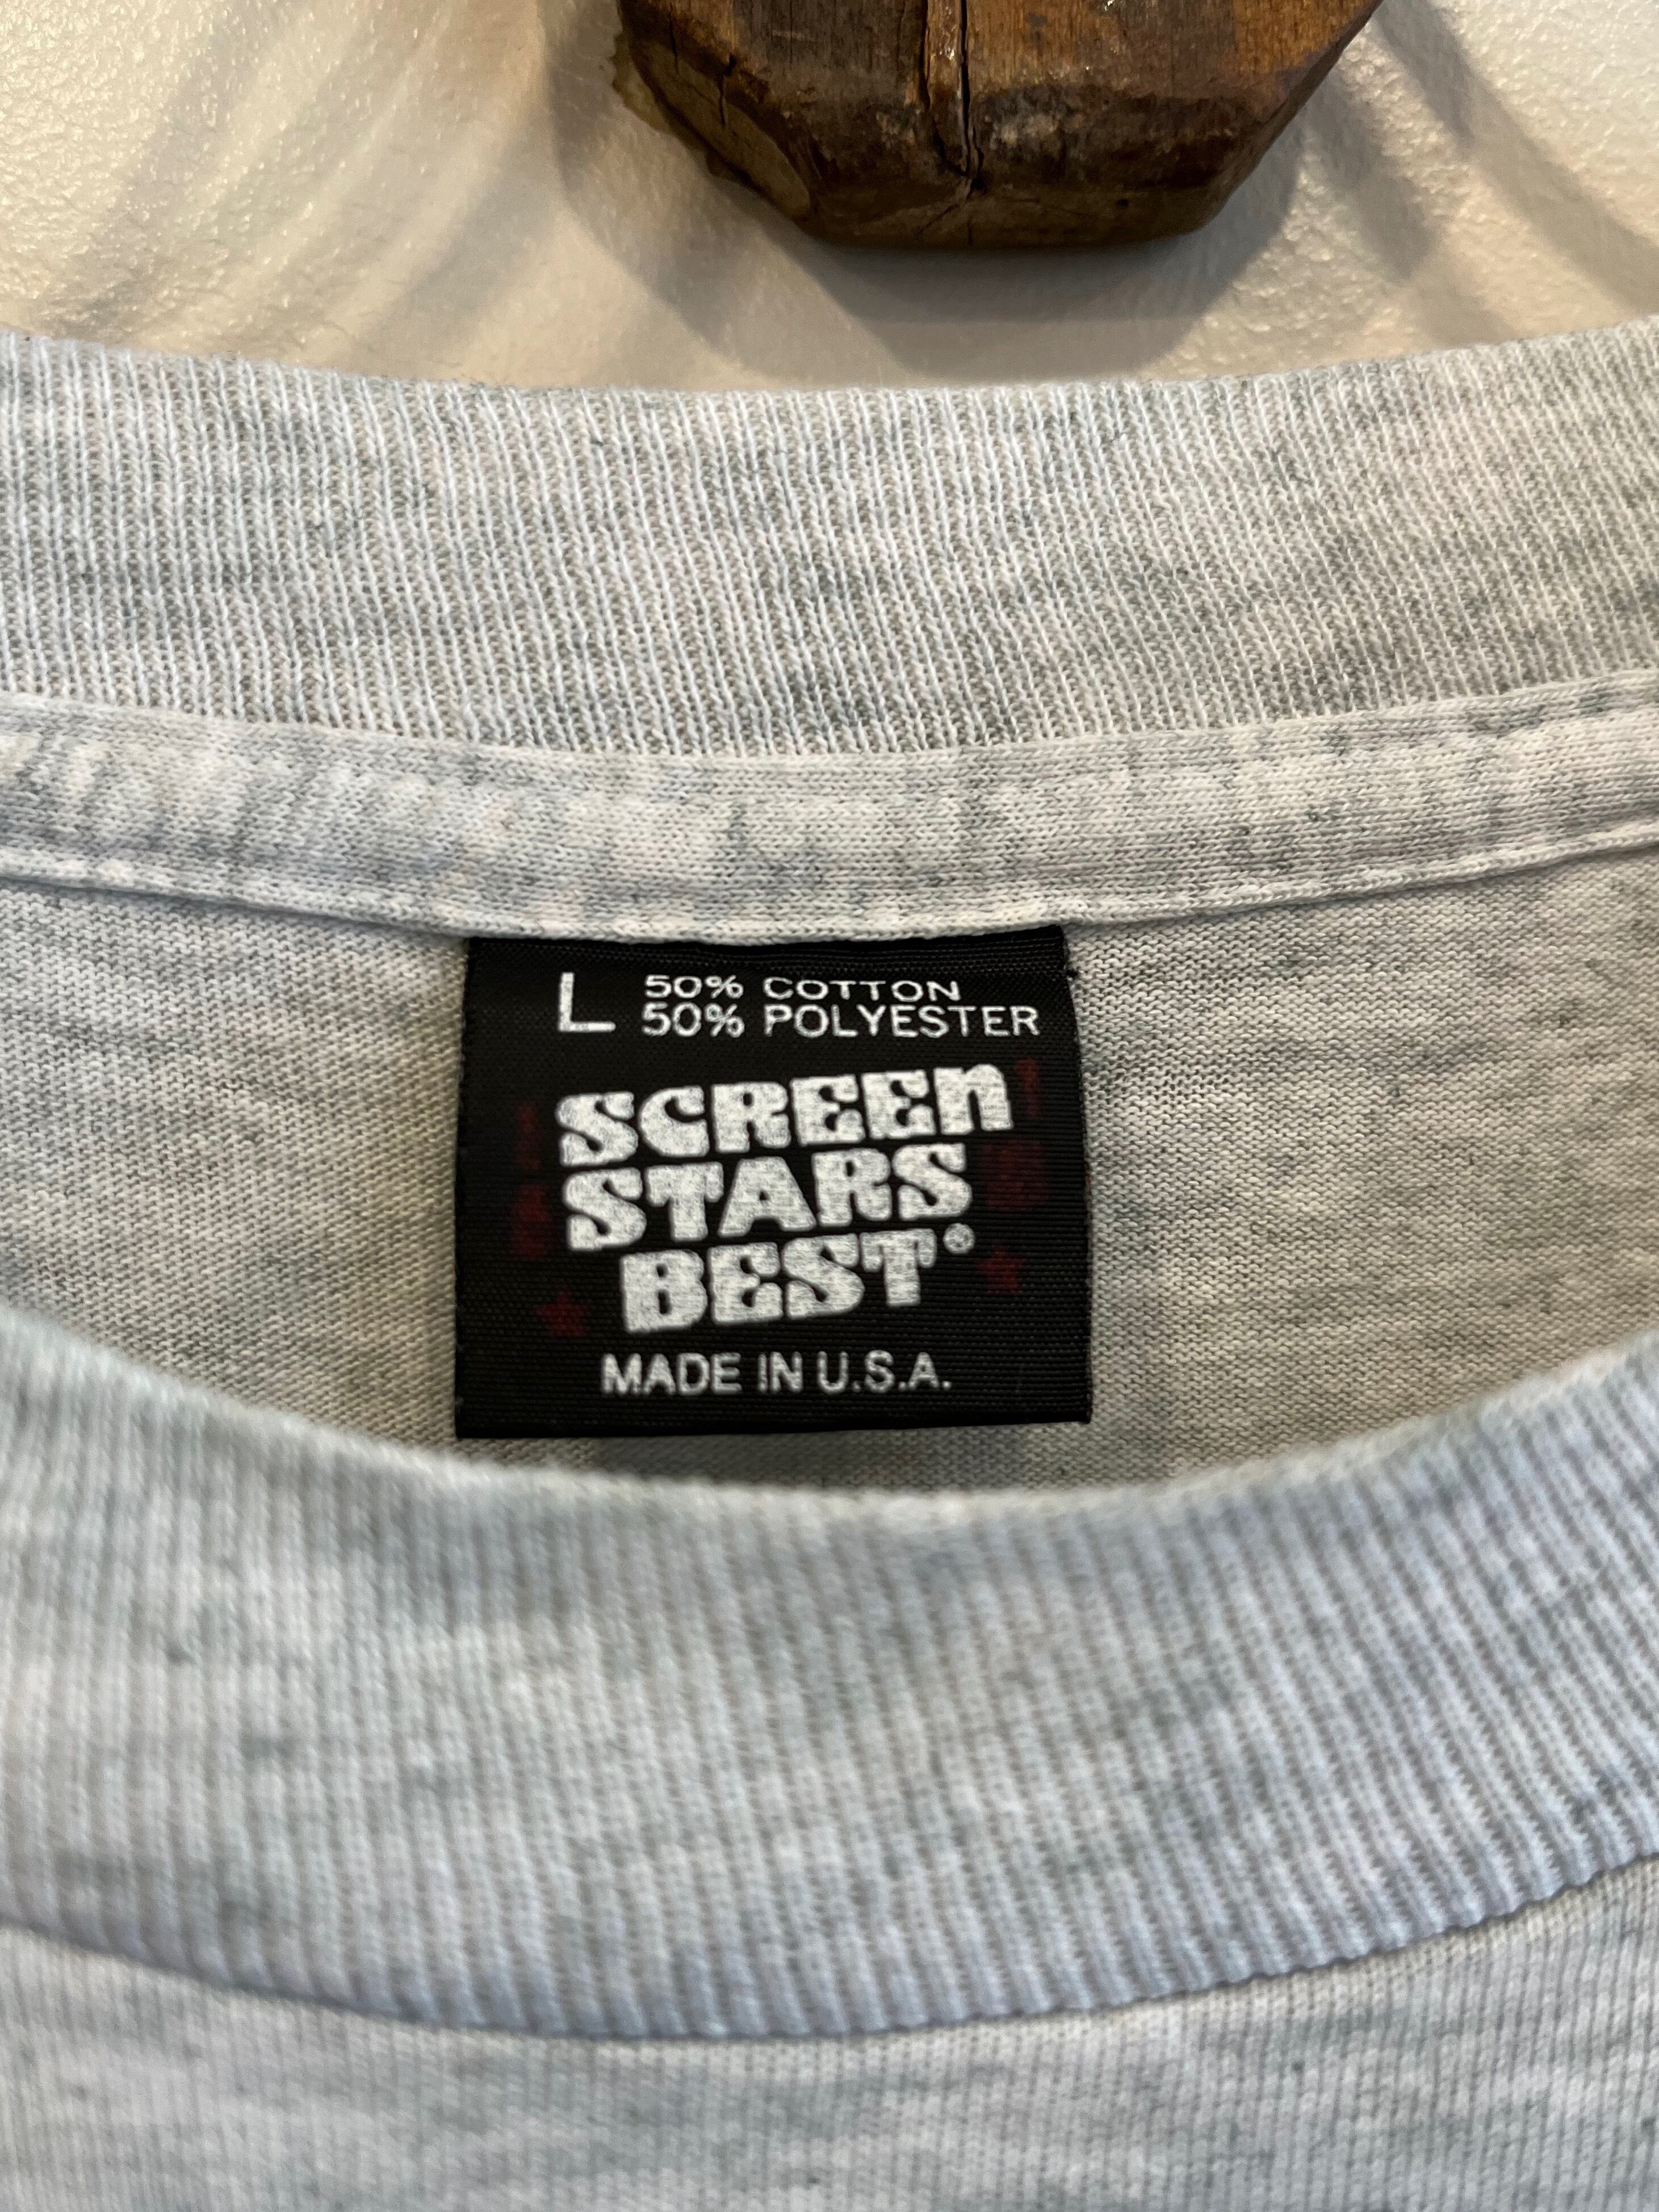 L 50% COTTON
50% POLYESTER
SCREEn
STARS
BEST®
MADE IN U.S.A.